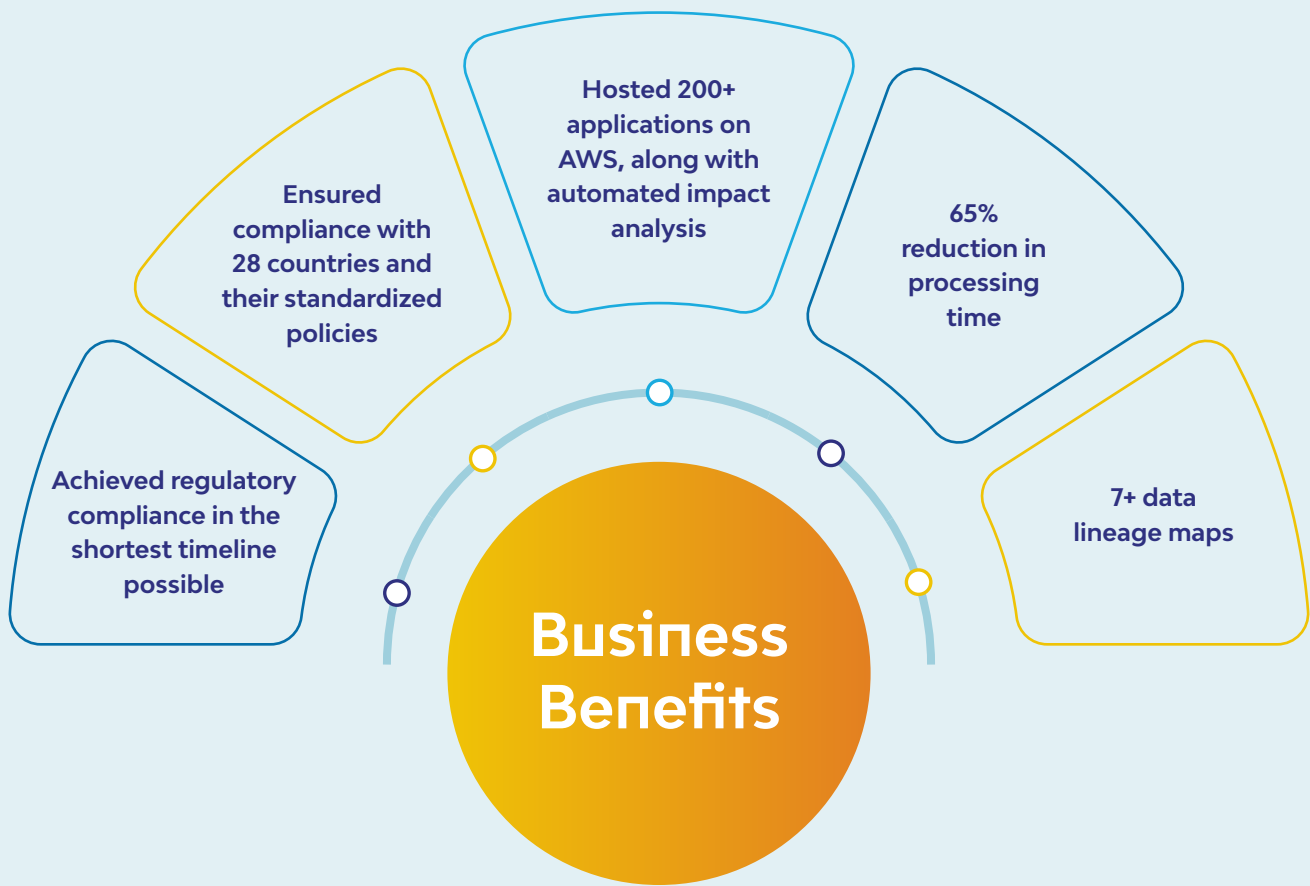 Achieved regulatory
compliance in the
shortest timeline
possible
Ensured
compliance with
28 countries and
their standardized
policies
Hosted 200+
applications on
AWS, along with
automated impact
analysis
65%
reduction in
processing
time
7+ data
lineage maps
Business
Benefits